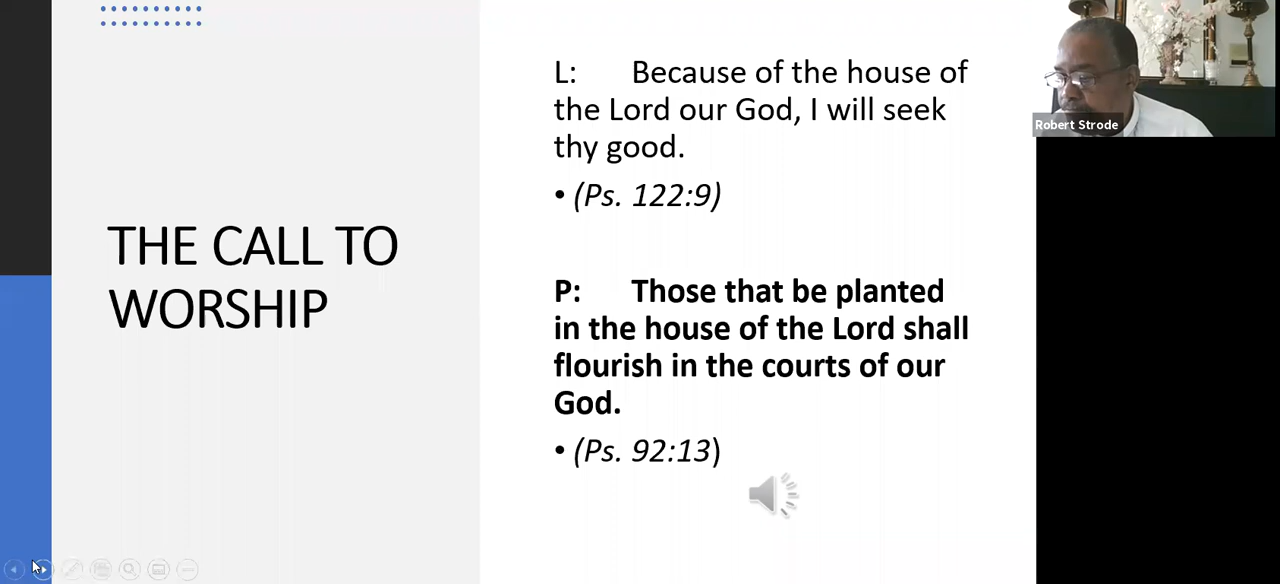 THE CALL TO
WORSHIP
L: Because of the house of
the Lord our God, I will seek
thy good.
• (Ps. 122:9)
P: Those that be planted
in the house of the Lord shall
flourish in the courts of our
God.
• (Ps. 92:13)
Robert Strode